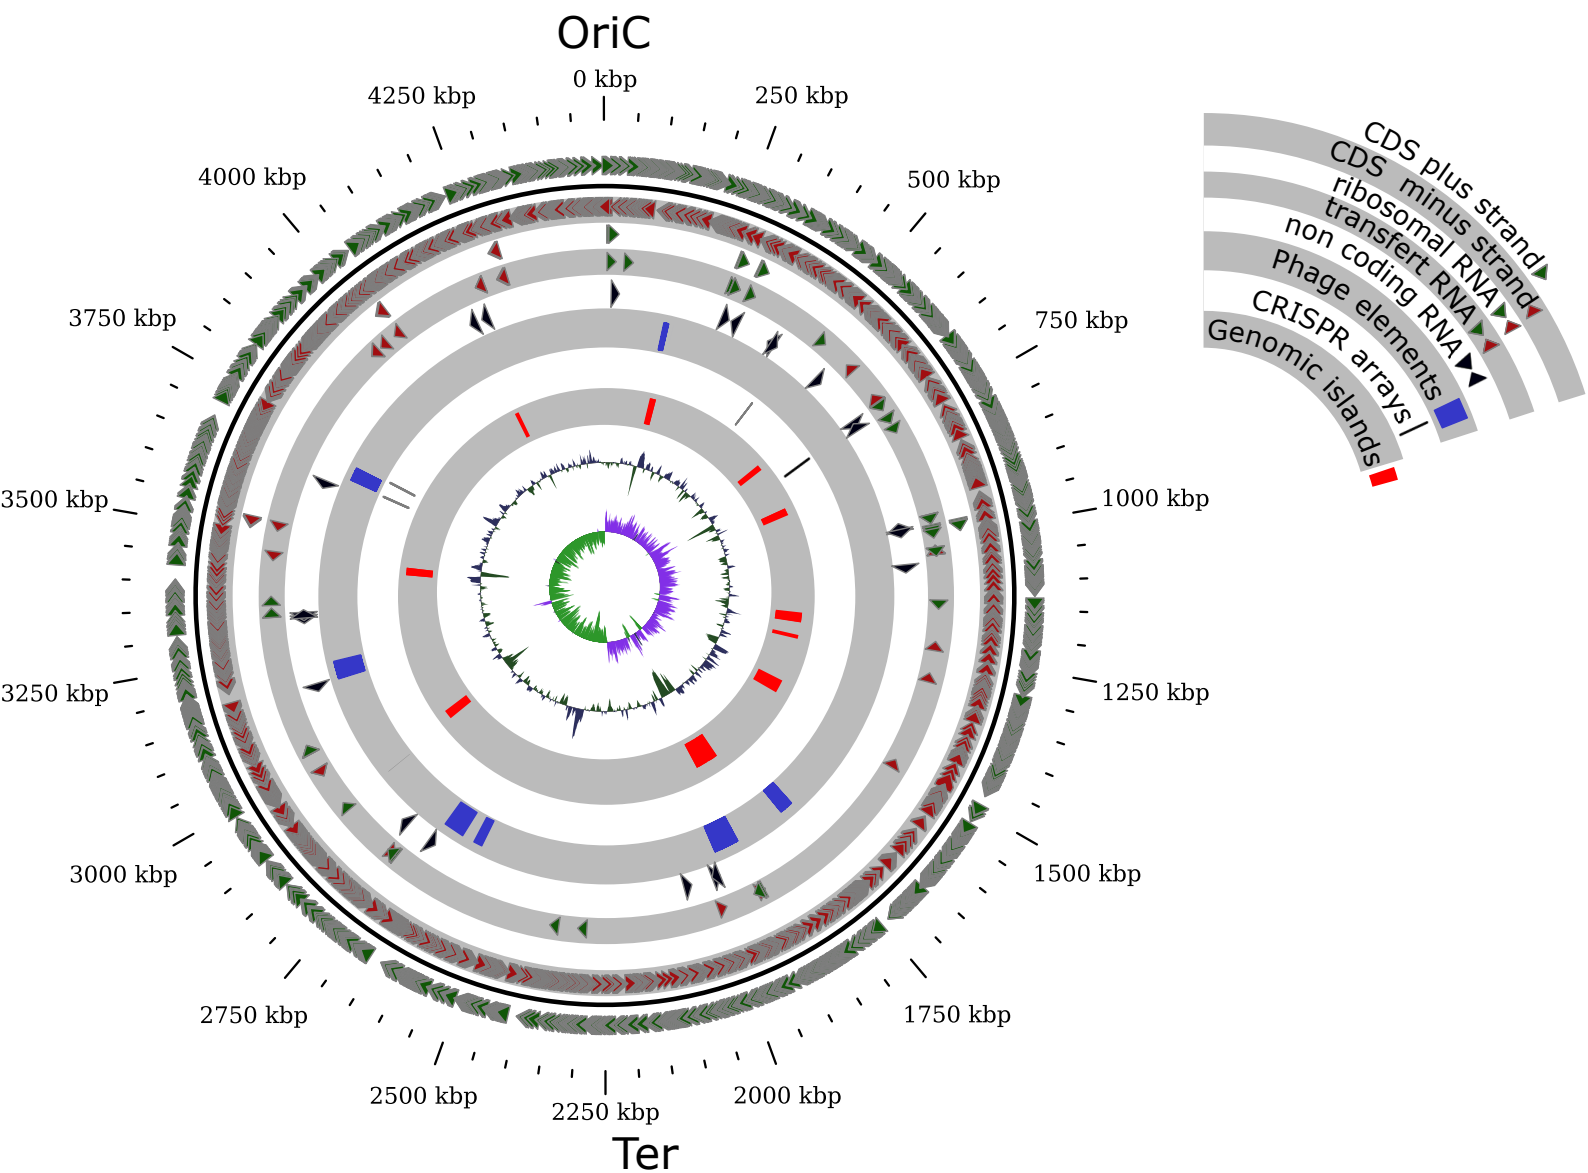 OriC
0 kbp
250 kbp
500 kbp
750 kbp
1000 kbp
1250 kbp
1500 kbp
1750 kbp
2000 kbp
2250 kbp
Ter
2500 kbp
2750 kbp
3000 kbp
3250 kbp
3500 kbp
3750 kbp
4000 kbp
4250 kbp
CDS plus strand
CDS minus strand
ribosomal RNA
transfert RNA
non coding RNA
Phage elements
CRISPR arrays
Genomic islands